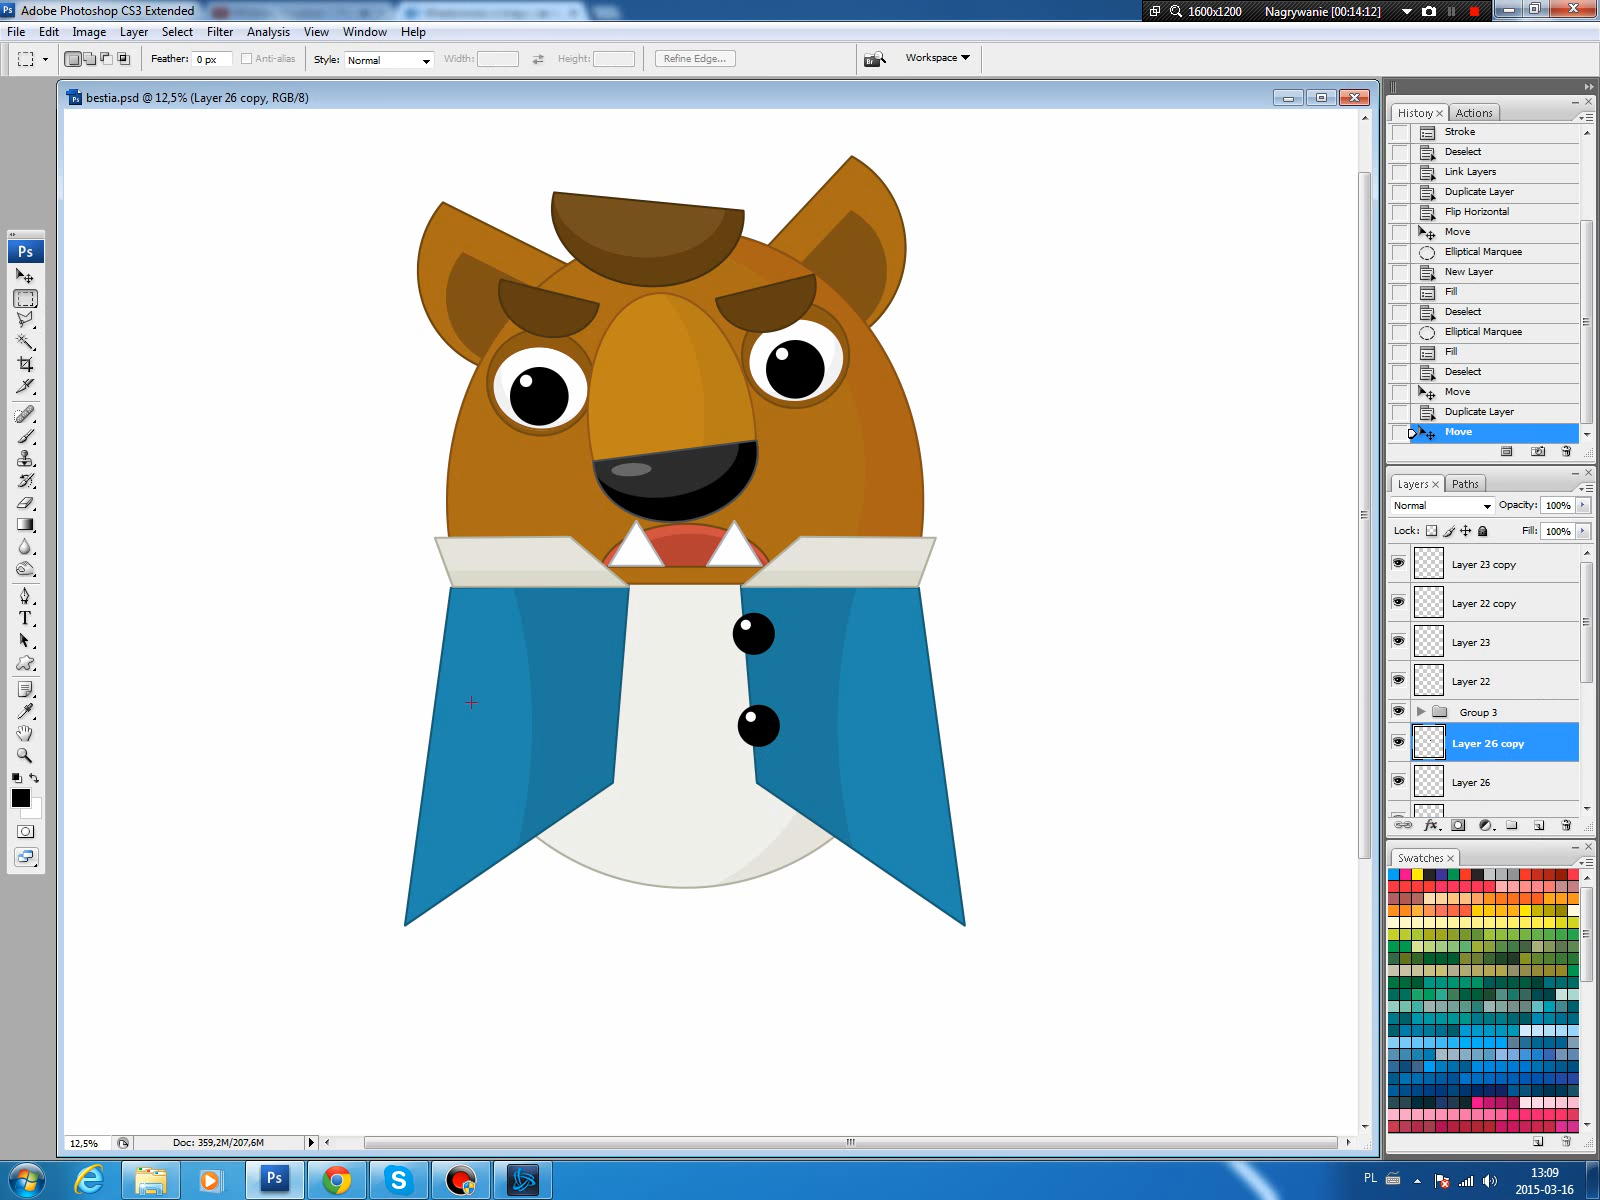 Adobe Photoshop CS3 Extended
1600x1200
Nagrywanie [00:14:12]
File Edit Image Layer Select Filter Analysis View Window Help
Feather: 0 px
Anti-alias
Style: Normal
Width:
Height:
Refine Edge...
Br
Workspace
bestia.psd @ 12,5% (Layer 26 copy, RGB/8)
Ps
T
12,5%
Doc: 359,2M/207,6M
History
Actions
Stroke
Deselect
Link Layers
Duplicate Layer
Flip Horizontal
Move
Elliptical Marquee
New Layer
Fill
Deselect
Elliptical Marquee
Fill
Deselect
Move
Duplicate Layer
Move
Layers
Paths
Normal
Opacity: 100%
Lock:
Fill: 100%
Layer 23 copy
Layer 22 copy
Layer 23
Layer 22
Group 3
Layer 26 copy
Layer 26
fx
Swatches
Ps
S
PL
13:09
2015-03-16